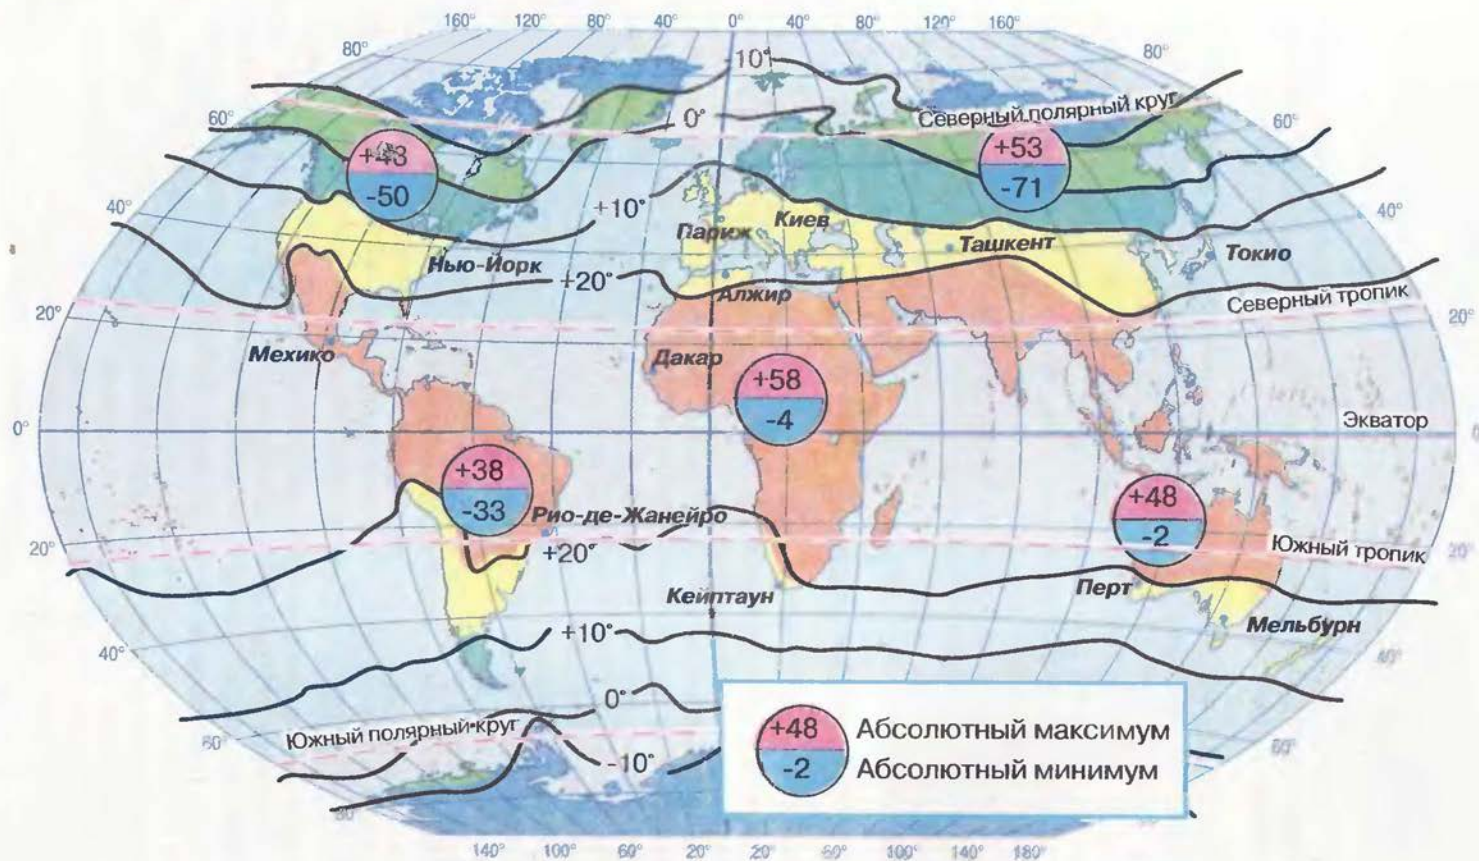 160° 120° 80° 40° 0° 40° 80° 120° 160°
80° 80°
10°
Северный полярный круг
0°
60° 60°
+43
-50
+53
-71
40° +10° 40°
Париж Киев Ташкент Токио
Нью-Йорк
+20°
Алжир Северный тропик
20° 20°
Мехико Дакар
+58
-4
0° Экватор 0
+38
-33
+48
-2
Рио-де-Жанейро
20° +20° Южный тропик 20°
Кейптаун Перт
Мельбурн
40° +10° 40°
0°
Южный полярный круг
60° -10° 60°
+48 Абсолютный максимум
-2 Абсолютный минимум
80°
140° 100° 60° 20° 20° 60° 100° 140° 180°